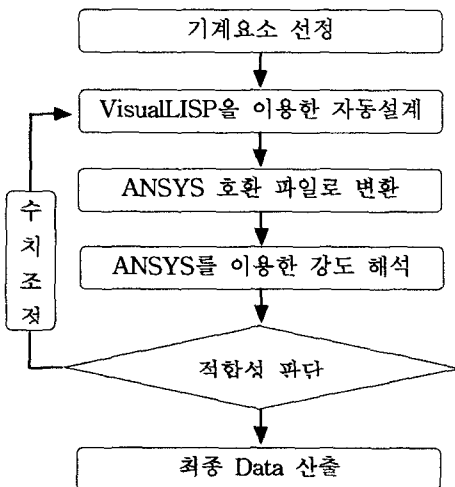 기계요소 선정
VisualLISP을 이용한 자동설계
ANSYS 호환 파일로 변환
ANSYS를 이용한 강도 해석
수
치
조
정
적합성 판단
최종 Data 산출